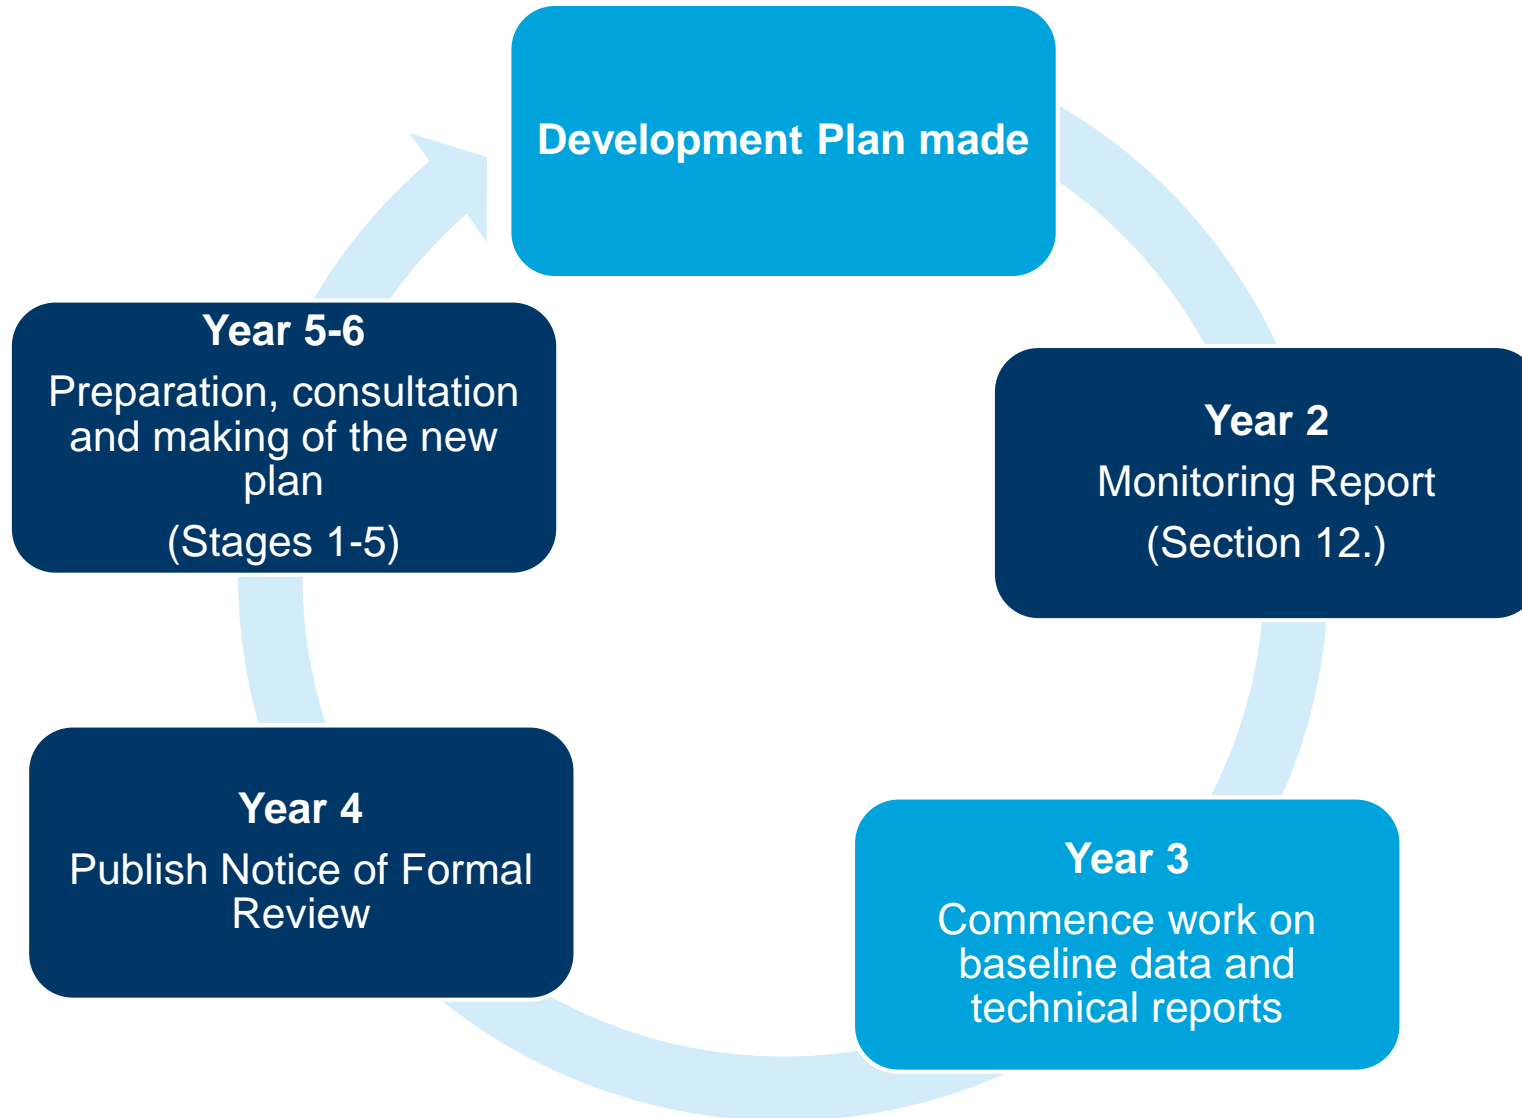 Development Plan made
Year 2
Monitoring Report
(Section 12.)
Year 3
Commence work on
baseline data and
technical reports
Year 4
Publish Notice of Formal
Review
Year 5-6
Preparation, consultation
and making of the new
plan
(Stages 1-5)